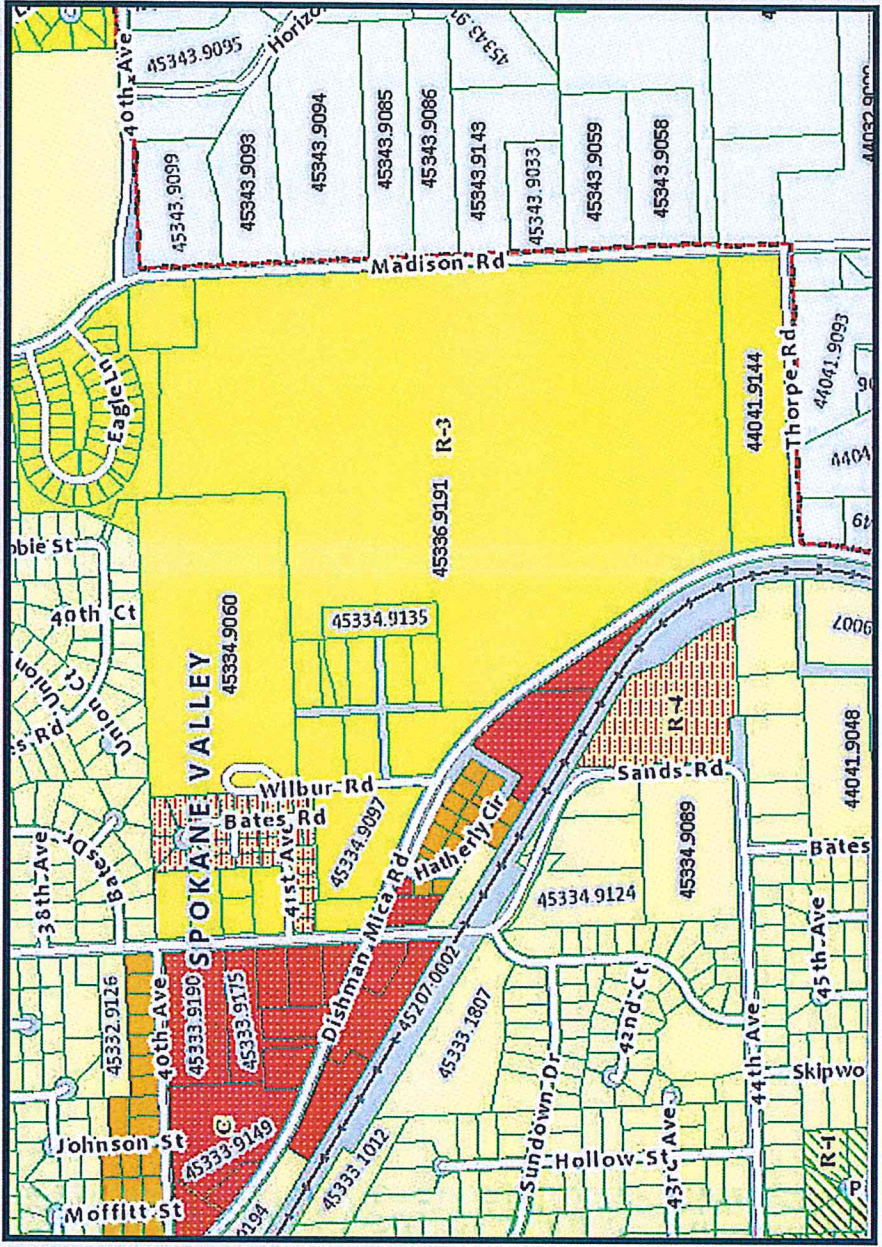 40th-Ave
45343.9095
45343.9099
45343.9093
45343.9094
45343.9085
45343.9086
45343.9143
45343.9033
45343.9059
45343.9058
Madison Rd
Eagle Ln
R-3
45336.9191
44041.9144
Thorpe Rd
44041.9093
40th Ct
Union Ct
Union
45334.9060
45334.9135
SPOKANE VALLEY
Wilbur Rd
Bates Rd
41st Ave
45334.9097
38th Ave
Bates Dr
Dishman-Mica Rd
Hatherly Cir
R-4
Sands Rd
45334.9124
45334.9089
44041.9048
Bates
45th-Ave
45332.9126
40th-Ave
45333.9190
45333.9175
C
45333.9149
Johnson St
Moffitt St
45207.0002
45333.1807
45333.1012
Sundown Dr
42nd Ct
43rd Ave
Hollow St
44th-Ave
R-1
P